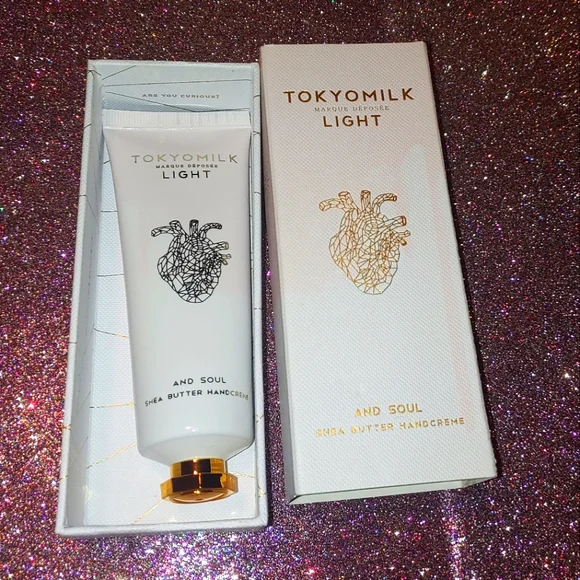 ARE YOU CURIOUS?
TOKYOMILK
MARQUE DÉPOSÉE
LIGHT
AND SOUL
SHEA BUTTER HANDCREME
TOKYOMILK
MARQUE DÉPOSÉE
LIGHT
AND SOUL
SHEA BUTTER HANDCREME